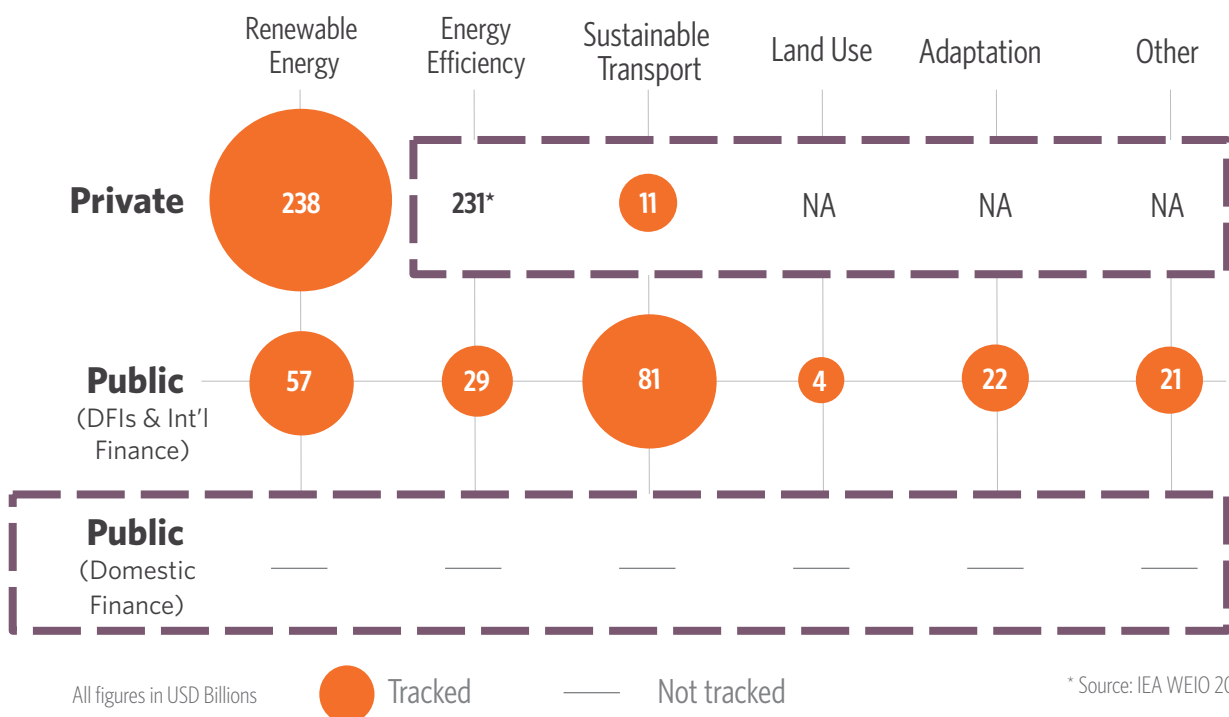 Renewable
Energy
Energy
Efficiency
Sustainable
Transport
Land Use
Adaptation
Other
Private
238
231*
11
NA
NA
NA
Public
(DFIs & Int'l
Finance)
57
29
81
4
22
21
Public
(Domestic
Finance)
All figures in USD Billions
Tracked
Not tracked
* Source: IEA WEIO